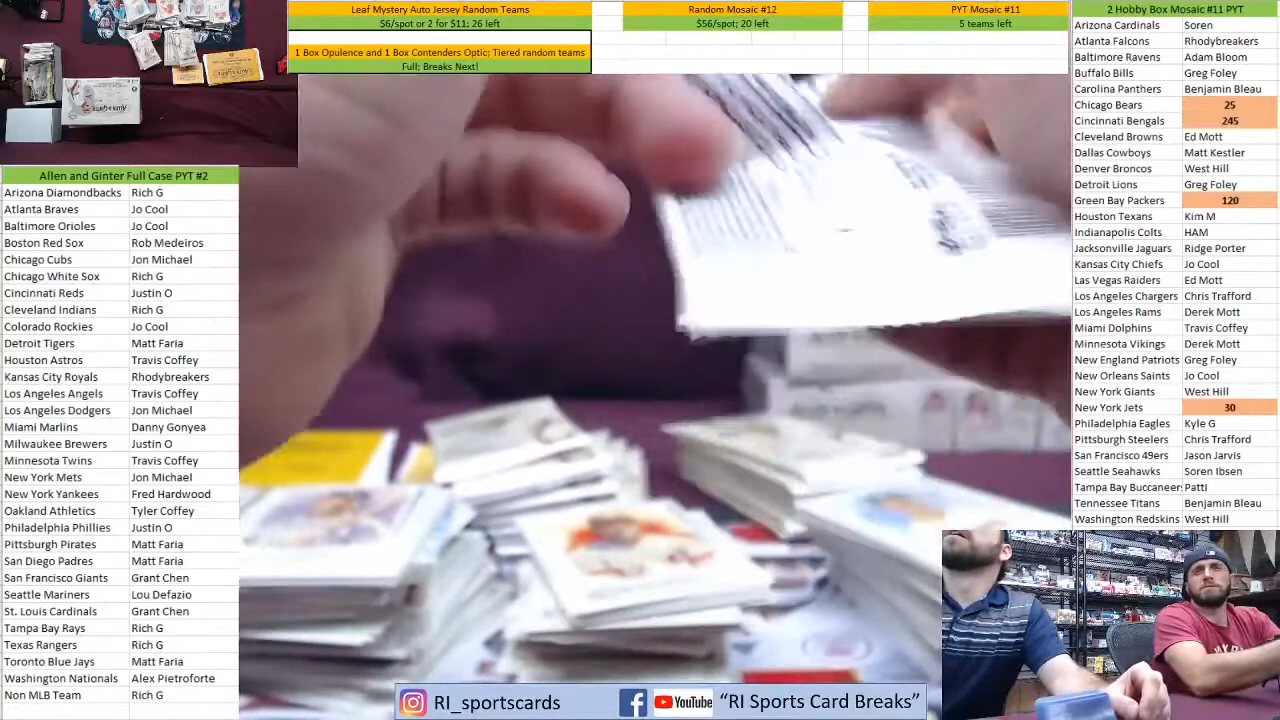 Leaf Mystery Auto Jersey Random Teams
$6/spot or 2 for $11; 26 left
1 Box Opulence and 1 Box Contenders Optic; Tiered random teams
Full; Breaks Next!
Random Mosaic #12
$56/spot; 20 left
PYT Mosaic #11
5 teams left
2 Hobby Box Mosaic #11 PYT
Arizona Cardinals Soren
Atlanta Falcons Rhodybreakers
Baltimore Ravens Adam Bloom
Buffalo Bills Greg Foley
Carolina Panthers Benjamin Bleau
Chicago Bears 25
Cincinnati Bengals 245
Cleveland Browns Ed Mott
Dallas Cowboys Matt Kestler
Denver Broncos West Hill
Detroit Lions Greg Foley
Green Bay Packers 120
Houston Texans Kim M
Indianapolis Colts HAM
Jacksonville Jaguars Ridge Porter
Kansas City Chiefs Jo Cool
Las Vegas Raiders Ed Mott
Los Angeles Chargers Chris Trafford
Los Angeles Rams Derek Mott
Miami Dolphins Travis Coffey
Minnesota Vikings Derek Mott
New England Patriots Greg Foley
New Orleans Saints Jo Cool
New York Giants West Hill
New York Jets 30
Philadelphia Eagles Kyle G
Pittsburgh Steelers Chris Trafford
San Francisco 49ers Jason Jarvis
Seattle Seahawks Soren Ibsen
Tampa Bay Buccaneers Patti
Tennessee Titans Benjamin Bleau
Washington Redskins West Hill
Allen and Ginter Full Case PYT #2
Arizona Diamondbacks Rich G
Atlanta Braves Jo Cool
Baltimore Orioles Jo Cool
Boston Red Sox Rob Medeiros
Chicago Cubs Jon Michael
Chicago White Sox Rich G
Cincinnati Reds Justin O
Cleveland Indians Rich G
Colorado Rockies Jo Cool
Detroit Tigers Matt Faria
Houston Astros Travis Coffey
Kansas City Royals Rhodybreakers
Los Angeles Angels Travis Coffey
Los Angeles Dodgers Jon Michael
Miami Marlins Danny Gonyea
Milwaukee Brewers Justin O
Minnesota Twins Travis Coffey
New York Mets Jon Michael
New York Yankees Fred Hardwood
Oakland Athletics Tyler Coffey
Philadelphia Phillies Justin O
Pittsburgh Pirates Matt Faria
San Diego Padres Matt Faria
San Francisco Giants Grant Chen
Seattle Mariners Lou Defazio
St. Louis Cardinals Grant Chen
Tampa Bay Rays Rich G
Texas Rangers Rich G
Toronto Blue Jays Matt Faria
Washington Nationals Alex Pietroforte
Non MLB Team Rich G
RI_sportscards
YouTube
“RI Sports Card Breaks”